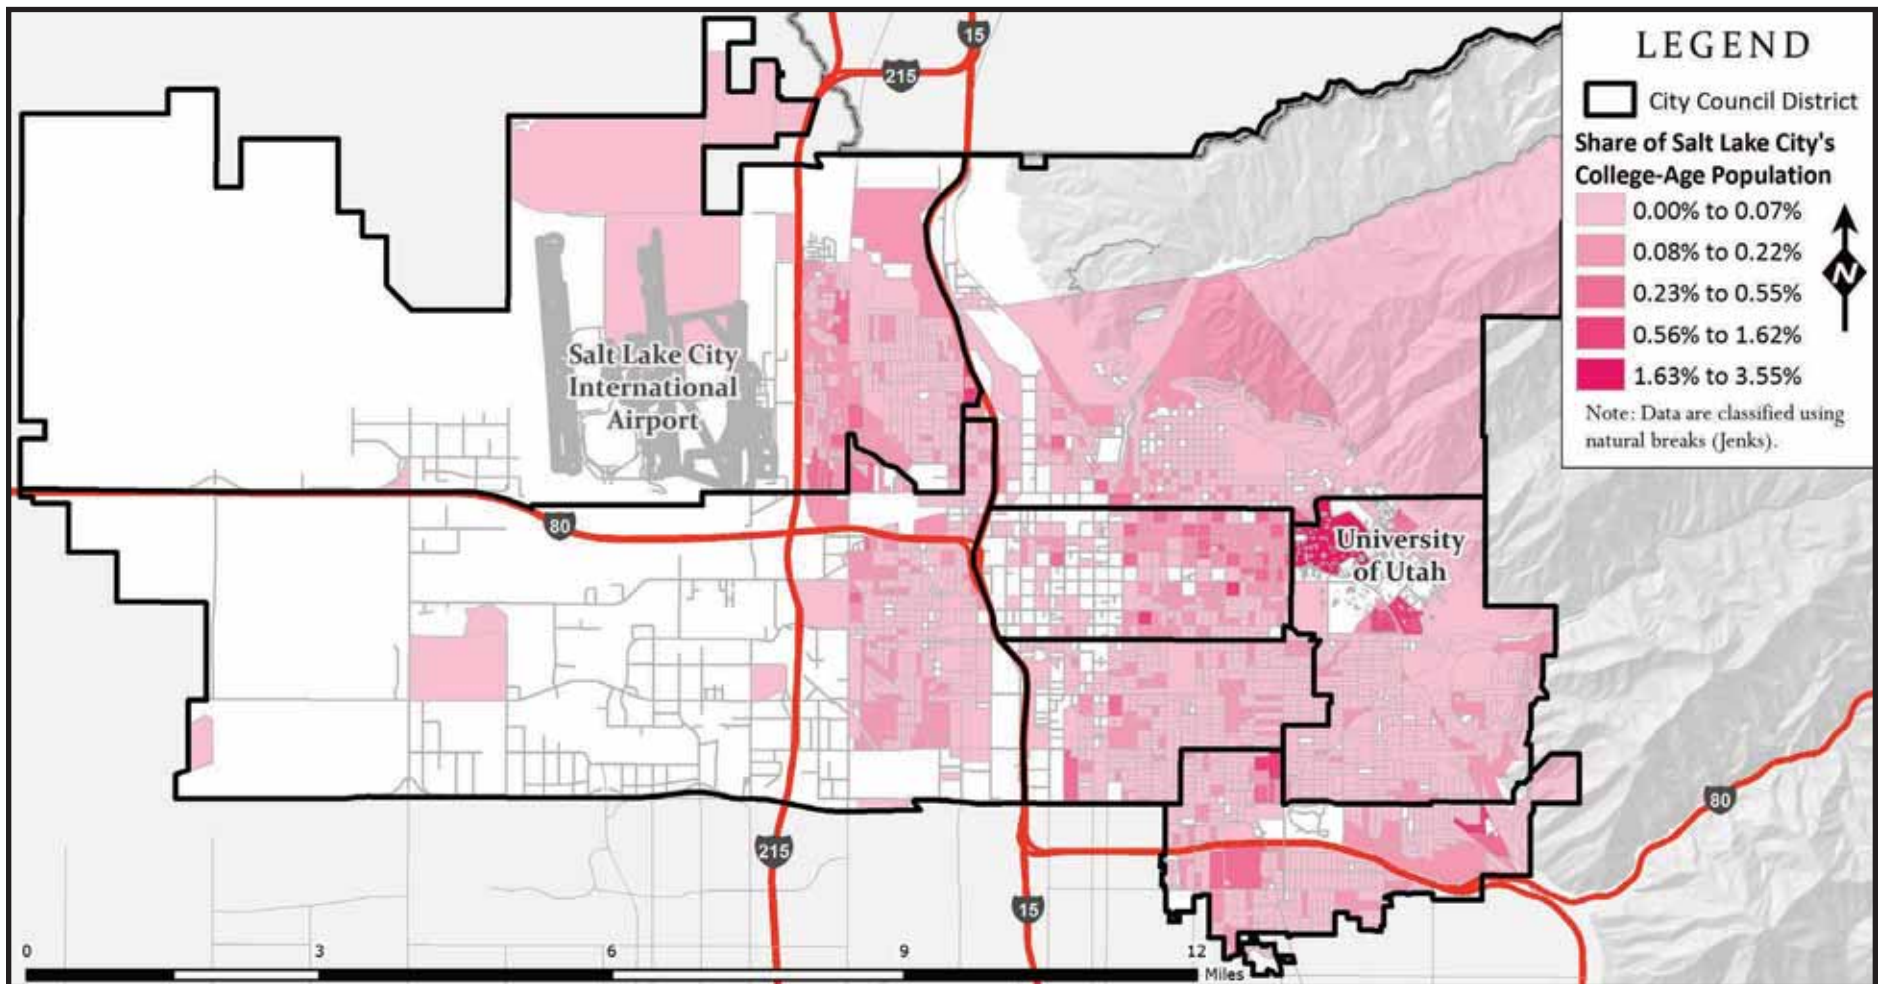 LEGEND
City Council District
Share of Salt Lake City's
College-Age Population
0.00% to 0.07%
0.08% to 0.22%
0.23% to 0.55%
0.56% to 1.62%
1.63% to 3.55%
N
Note: Data are classified using
natural breaks (Jenks).
15
215
Salt Lake City
International
Airport
80
University
of Utah
80
215
15
0
3
6
9
12
Miles